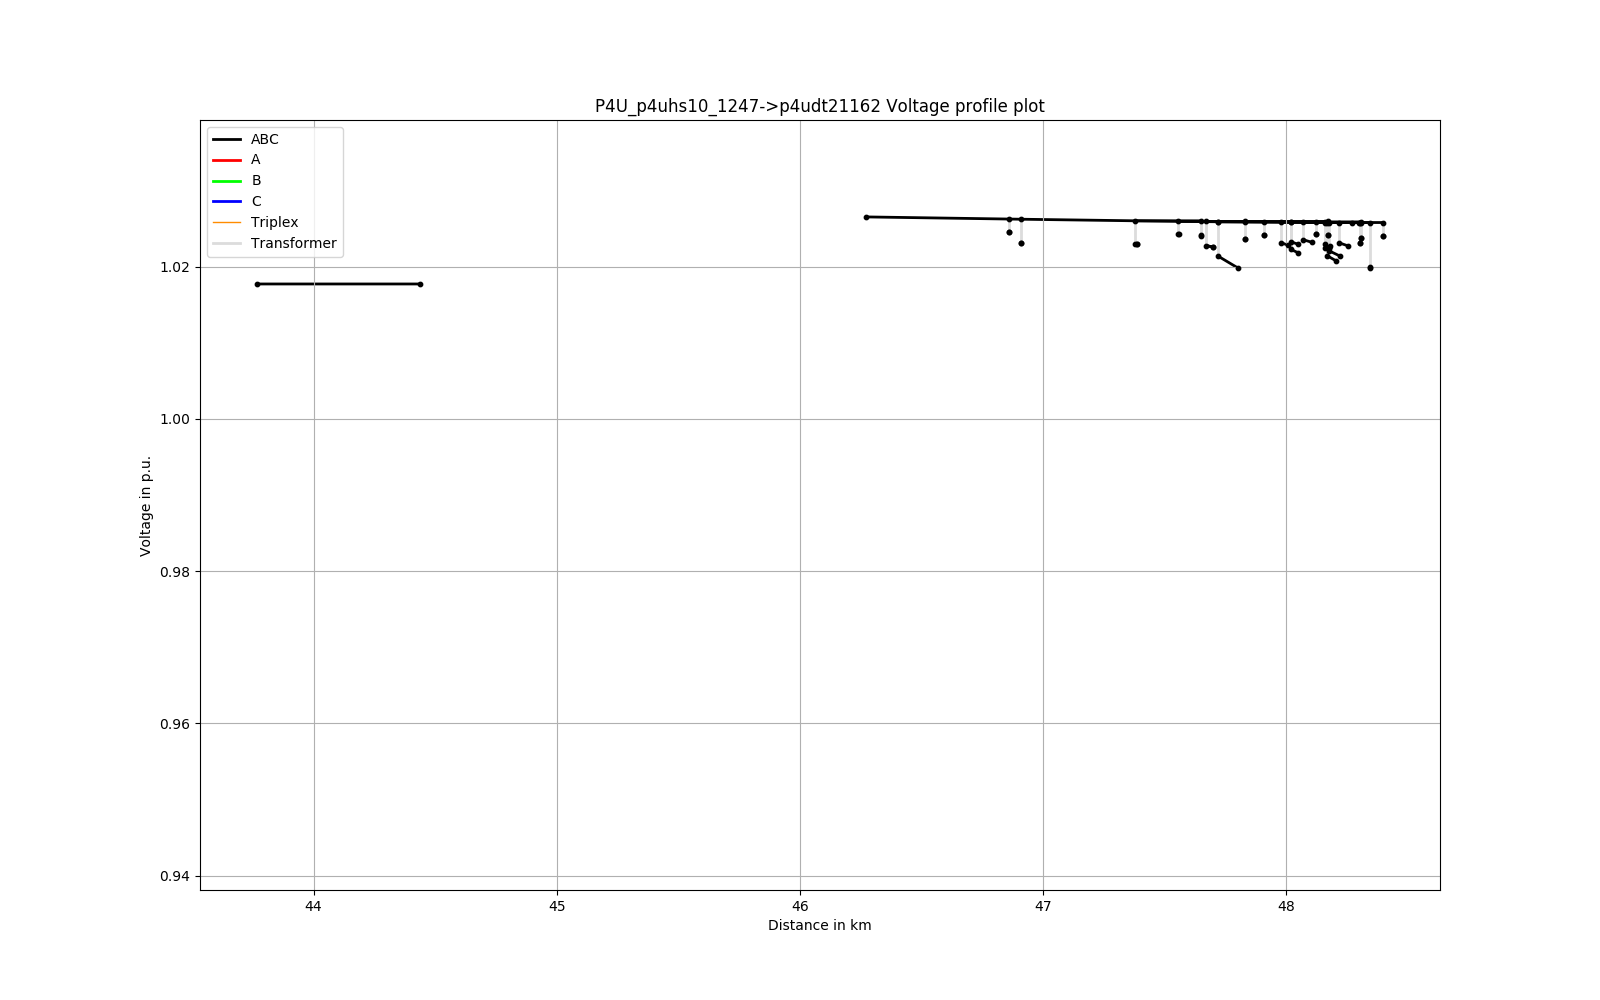 P4U_p4uhs10_1247->p4udt21162 Voltage profile plot
ABC
A
B
C
Triplex
Transformer
1.02
1.00
0.98
0.96
0.94
Voltage in p.u.
44
45
46
47
48
Distance in km